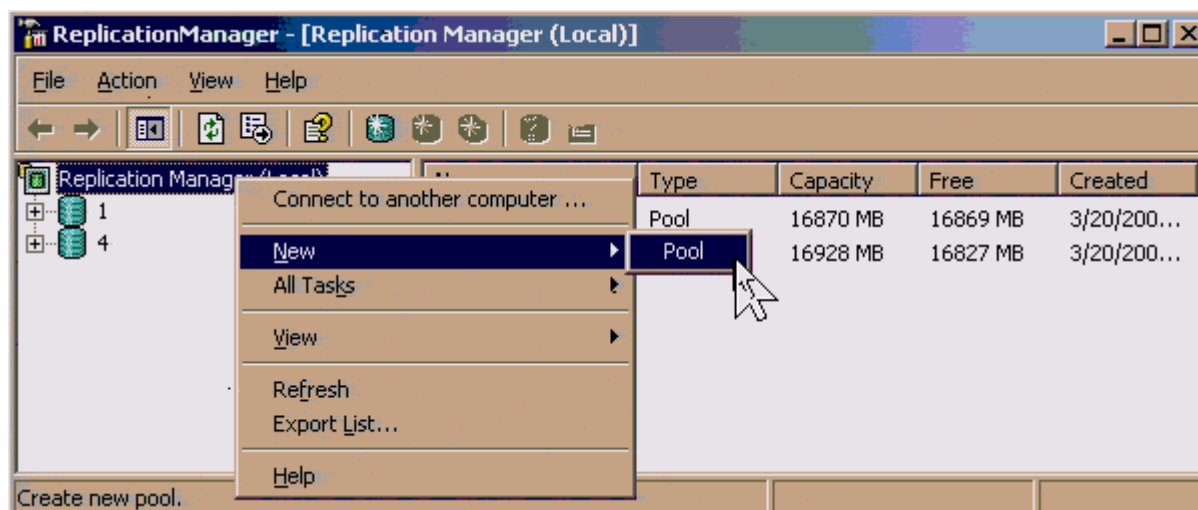 ReplicationManager - [Replication Manager (Local)]
File Action View Help
Replication Manager (Local)
Type Capacity Free Created
1
4
Pool 16870 MB 16869 MB 3/20/200...
16928 MB 16827 MB 3/20/200...
Connect to another computer ...
New
Pool
All Tasks
View
Refresh
Export List...
Help
Create new pool.